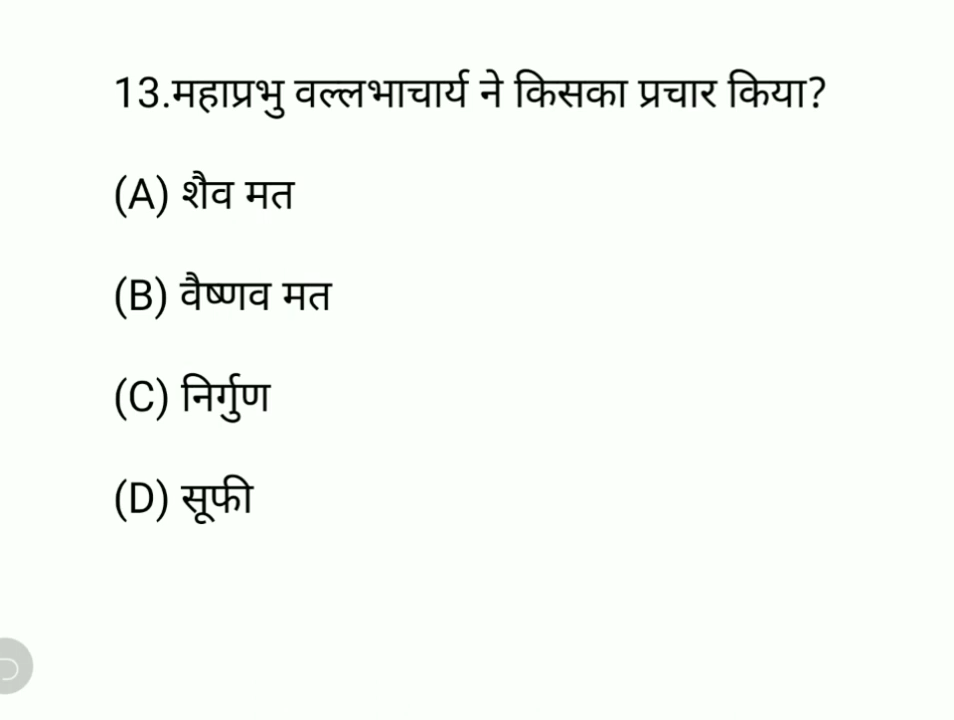 13.महाप्रभु वल्लभाचार्य ने किसका प्रचार किया?
(A) शैव मत
(B) वैष्णव मत
(C) निर्गुण
(D) सूफी